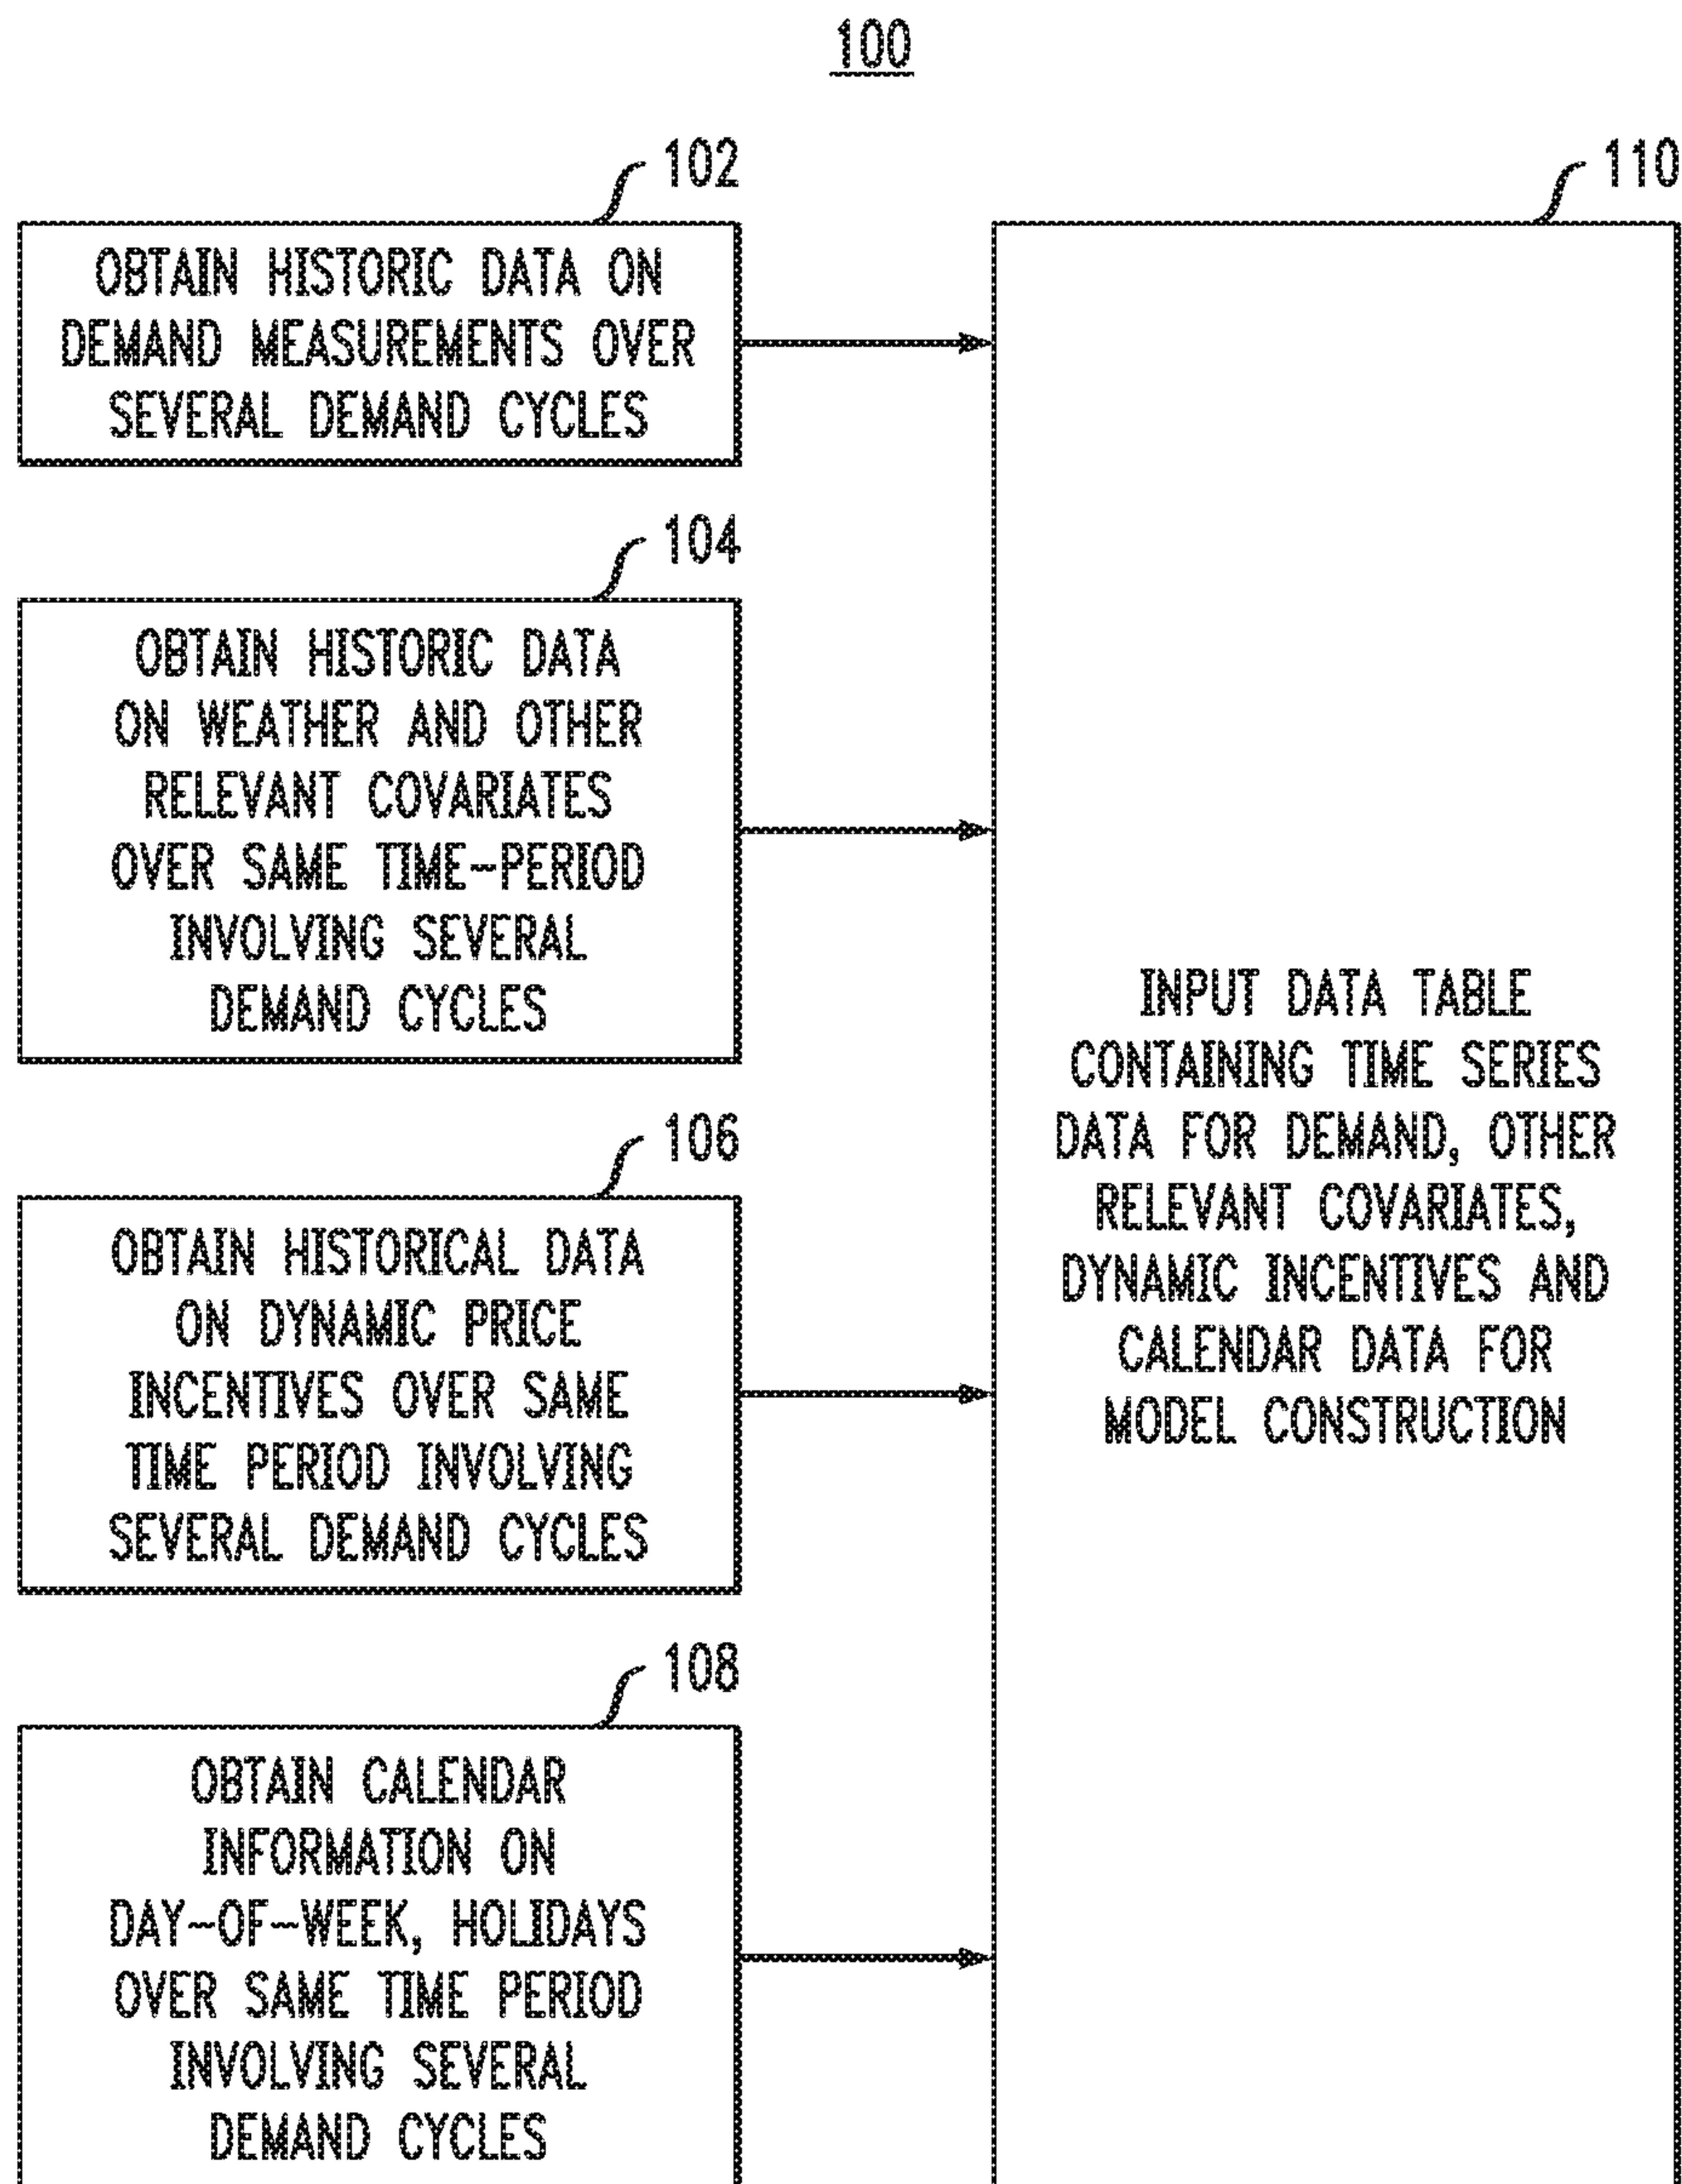 100
102
OBTAIN HISTORIC DATA ON
DEMAND MEASUREMENTS OVER
SEVERAL DEMAND CYCLES
104
OBTAIN HISTORIC DATA
ON WEATHER AND OTHER
RELEVANT COVARIATES
OVER SAME TIME-PERIOD
INVOLVING SEVERAL
DEMAND CYCLES
106
OBTAIN HISTORICAL DATA
ON DYNAMIC PRICE
INCENTIVES OVER SAME
TIME PERIOD INVOLVING
SEVERAL DEMAND CYCLES
108
OBTAIN CALENDAR
INFORMATION ON
DAY-OF-WEEK, HOLIDAYS
OVER SAME TIME PERIOD
INVOLVING SEVERAL
DEMAND CYCLES
110
INPUT DATA TABLE
CONTAINING TIME SERIES
DATA FOR DEMAND, OTHER
RELEVANT COVARIATES,
DYNAMIC INCENTIVES AND
CALENDAR DATA FOR
MODEL CONSTRUCTION